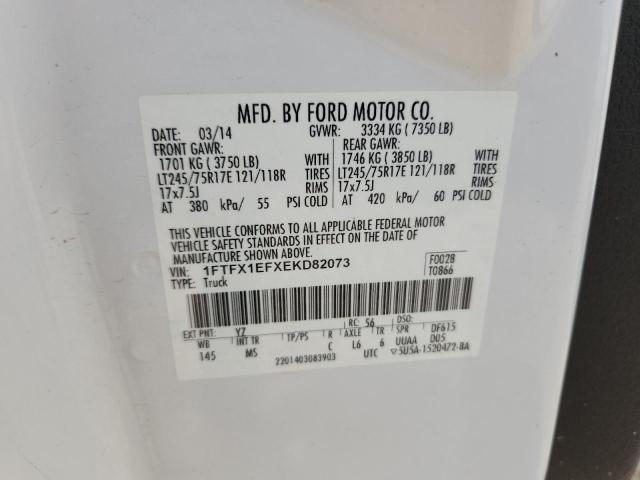 MFD. BY FORD MOTOR CO.
DATE: 03/14 GVWR: 3334 KG ( 7350 LB)
FRONT GAWR: REAR GAWR:
1701 KG ( 3750 LB) WITH 1746 KG ( 3850 LB) WITH
LT245/75R17E 121/118R TIRES LT245/75R17E 121/118R TIRES
17x7.5J RIMS 17x7.5J RIMS
AT 380 kPa/ 55 PSI COLD AT 420 kPa/ 60 PSI COLD
THIS VEHICLE CONFORMS TO ALL APPLICABLE FEDERAL MOTOR
VEHICLE SAFETY STANDARDS IN EFFECT ON THE DATE OF
MANUFACTURE SHOWN ABOVE.
VIN: 1FTFX1EFXEKD82073 F0028
TYPE: Truck T0866
EXT PNT: YZ RC: 56 DSO:
WB INT TR TP/PS R AXLE TR SPR DF615
145 MS C L6 6 UUAA D05
2201403083903 UTC ▽5U5A-1520472-BA